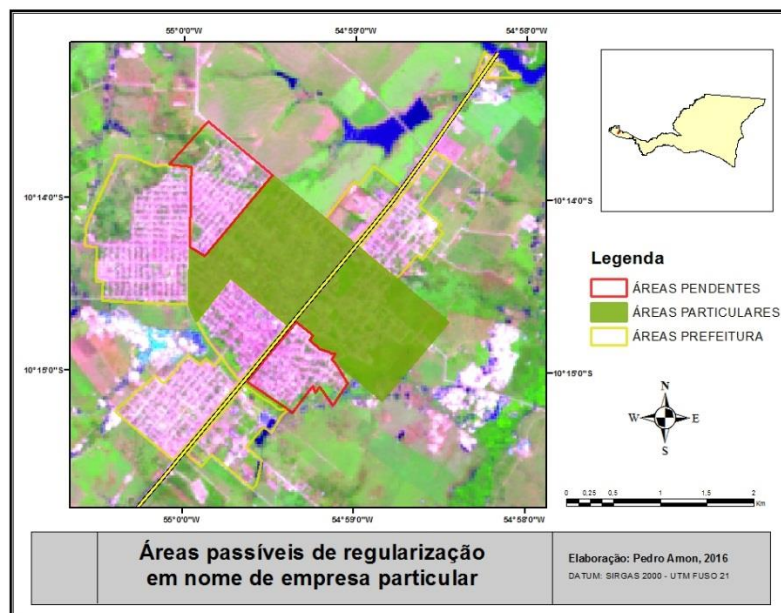 55°0'0"W 54°59'0"W 54°58'0"W
10°14'0"S 10°14'0"S
10°15'0"S 10°15'0"S
55°0'0"W 54°59'0"W 54°58'0"W
Legenda
ÁREAS PENDENTES
ÁREAS PARTICULARES
ÁREAS PREFEITURA
N
W E
S
0 0.25 0.5 1 1.5 2
Km
Áreas passíveis de regularização
em nome de empresa particular
Elaboração: Pedro Amon, 2016
DATUM: SIRGAS 2000 - UTM FUSO 21